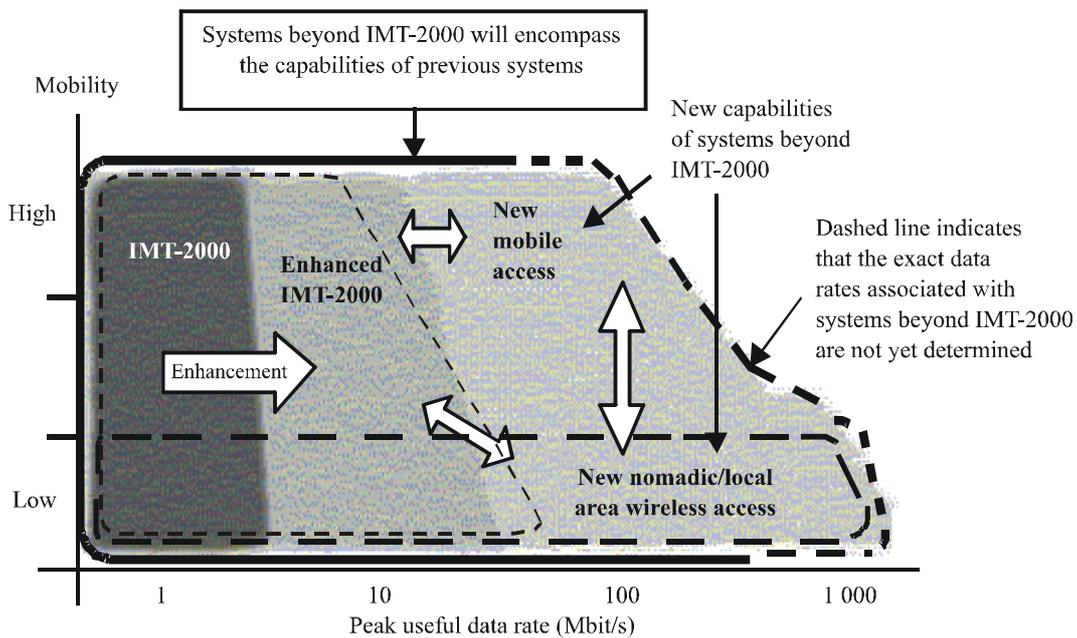 Systems beyond IMT-2000 will encompass
the capabilities of previous systems
Mobility
New capabilities
of systems beyond
IMT-2000
High
New
mobile
access
IMT-2000
Enhanced
IMT-2000
Dashed line indicates
that the exact data
rates associated with
systems beyond IMT-2000
are not yet determined
Enhancement
Low
New nomadic/local
area wireless access
1
10
100
1 000
Peak useful data rate (Mbit/s)